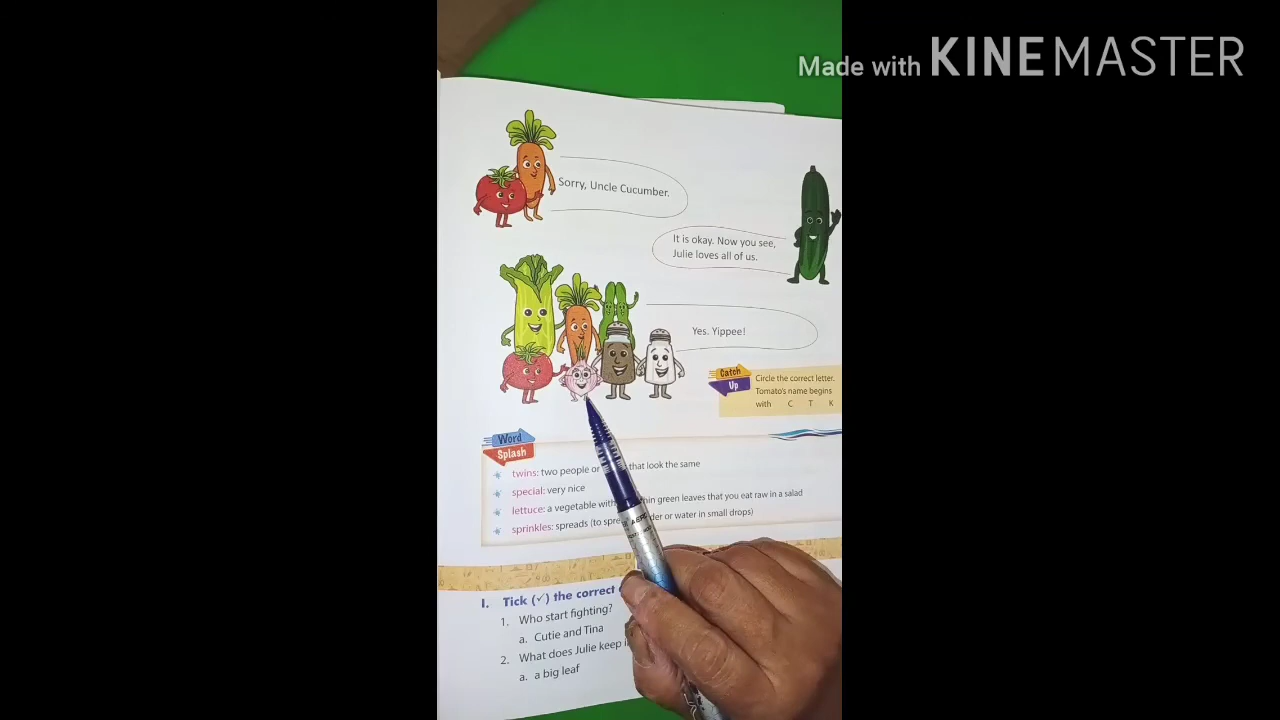 Made with KINEMASTER
Sorry, Uncle Cucumber.
It is okay. Now you see,
Julie loves all of us.
Yes. Yippee!
Catch
Up
Circle the correct letter.
Tomato's name begins
with C T K
Word
Splash
twins: two people or that look the same
special: very nice
lettuce: a vegetable with thin green leaves that you eat raw in a salad
sprinkles: spreads (to or water in small drops)
I. Tick (✓) the correct
1. Who start fighting?
a. Cutie and Tina
2. What does Julie keep
a. a big leaf